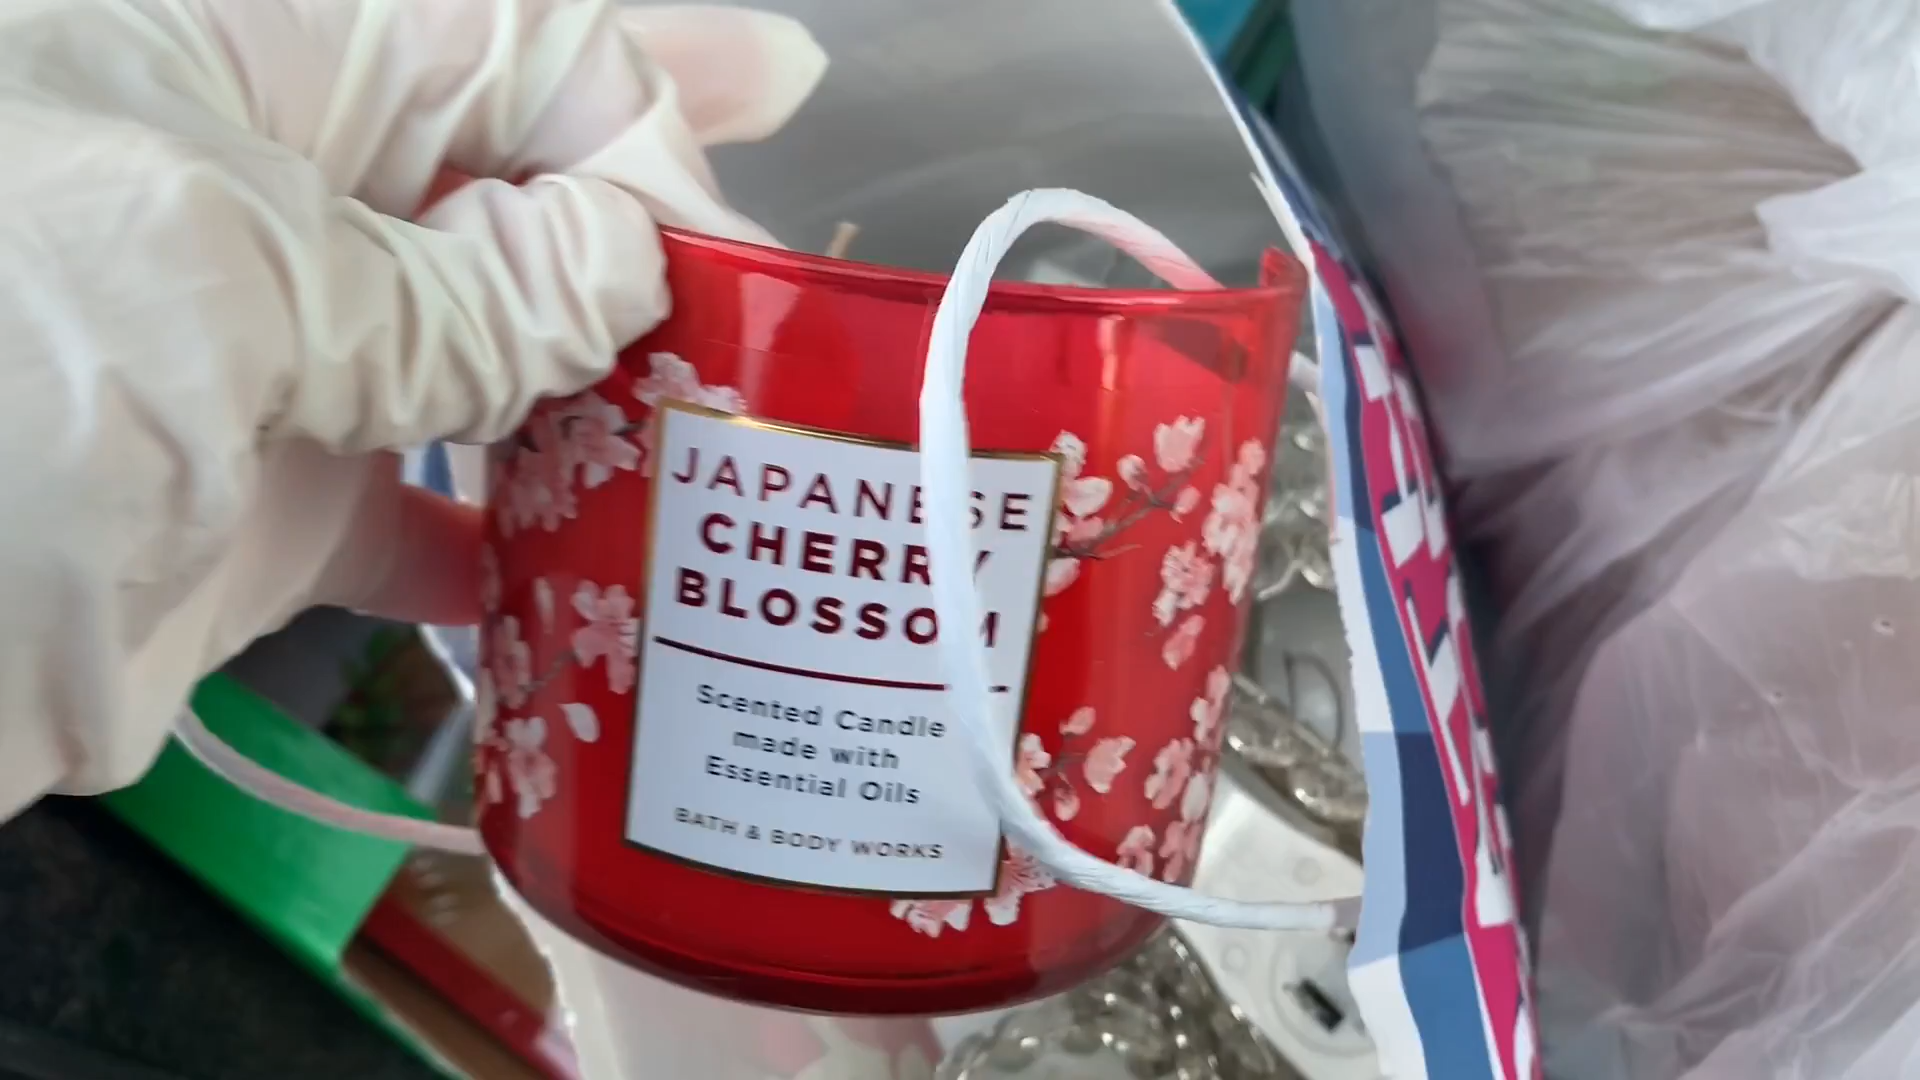 JAPANESE
CHERRY
BLOSSOM
Scented Candle
made with
Essential Oils
BATH & BODY WORKS